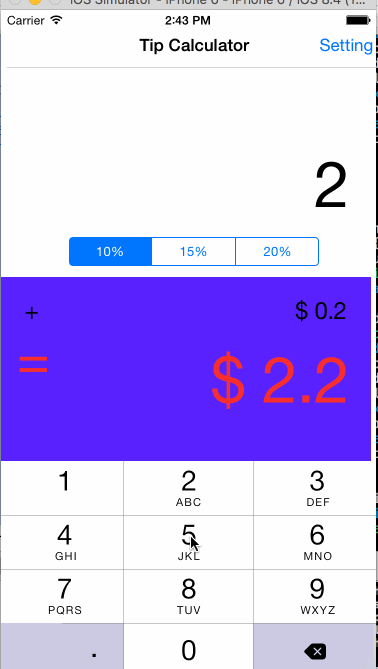 iOS Simulator - iPhone 6 - iPhone 6 / iOS 8.4 (1...
Carrier 2:43 PM
Tip Calculator Setting
2
10% 15% 20%
+ $ 0.2
= $ 2.2
1 2 3
ABC DEF
4 5 6
GHI JKL MNO
7 8 9
PQRS TUV WXYZ
. 0